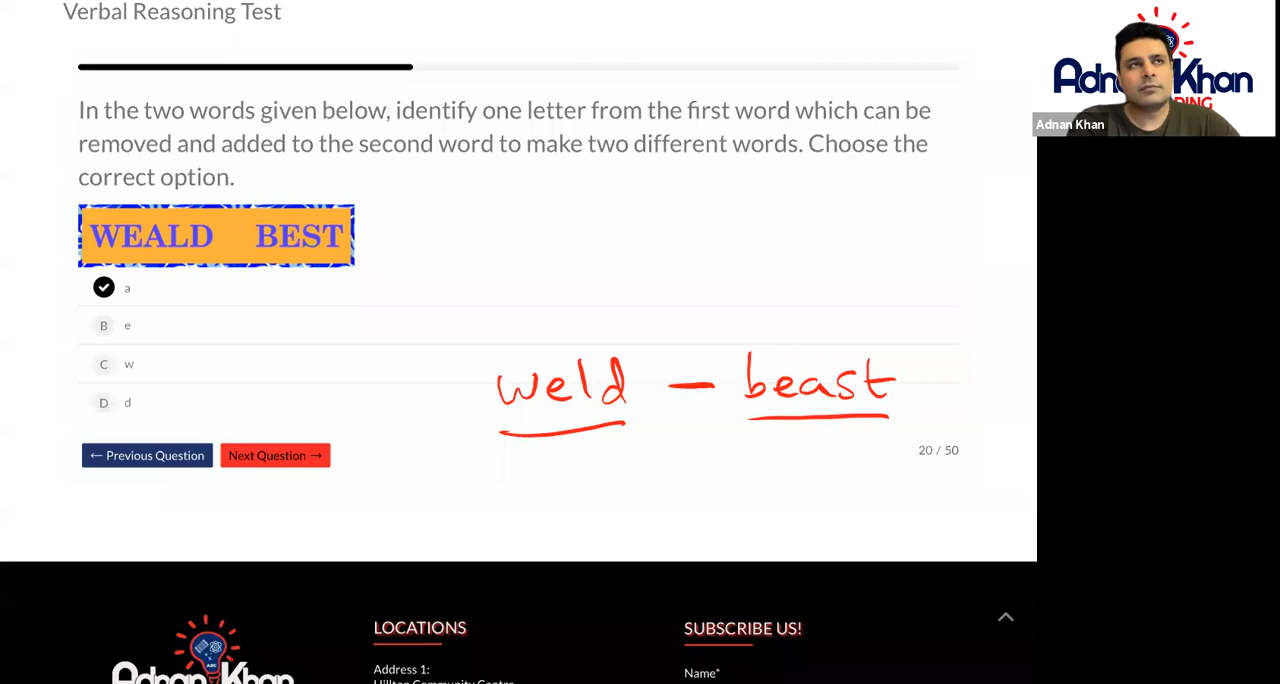 Verbal Reasoning Test
In the two words given below, identify one letter from the first word which can be
removed and added to the second word to make two different words. Choose the
correct option.
WEALD BEST
a
B e
C w
D d
weld - beast
← Previous Question Next Question →
20 / 50
Adnan Khan
LOCATIONS
SUBSCRIBE US!
Address 1:
Name*
Adnan Khan